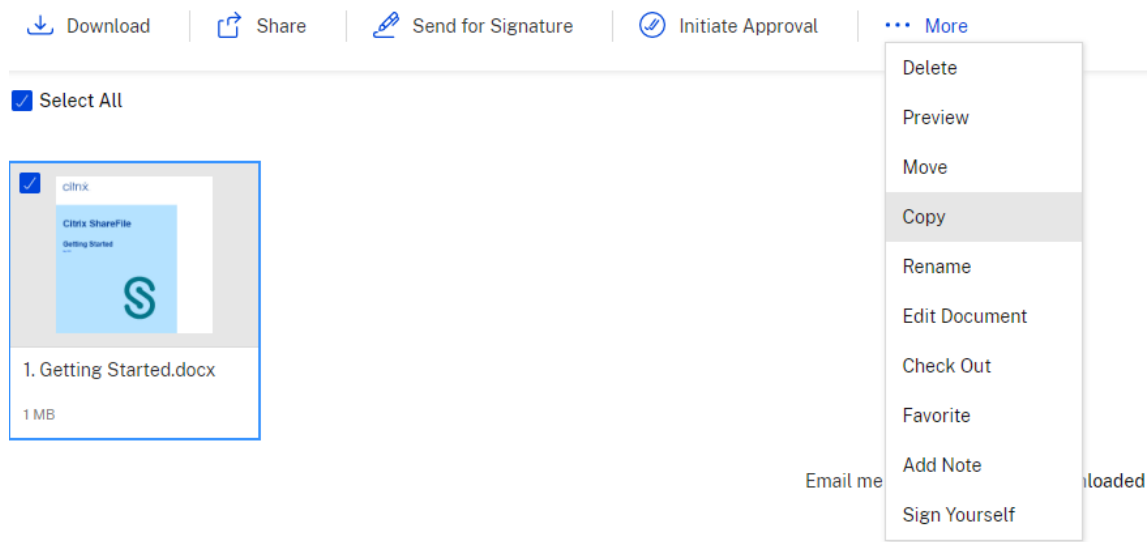 Download
Share
Send for Signature
Initiate Approval
More
Delete
Preview
Move
Copy
Rename
Edit Document
Check Out
Favorite
Add Note
Sign Yourself
Select All
citrix
Citrix ShareFile
Getting Started
1. Getting Started.docx
1 MB
Email me
loaded